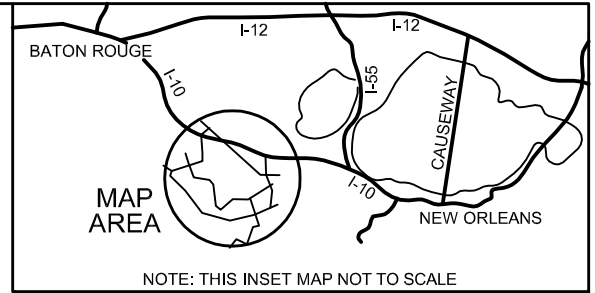 I-12
I-12
BATON ROUGE
I-10
I-55
CAUSEWAY
MAP
AREA
I-10
NEW ORLEANS
NOTE: THIS INSET MAP NOT TO SCALE